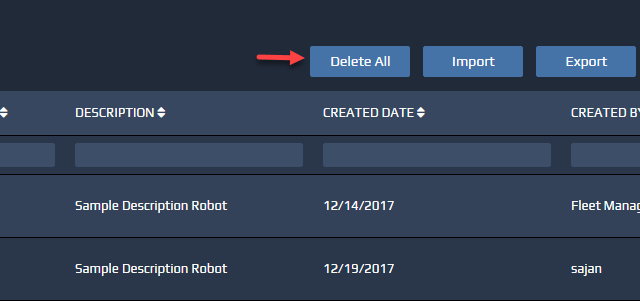 Delete All Import Export
DESCRIPTION CREATED DATE CREATED BY
Sample Description Robot 12/14/2017 Fleet Manag
Sample Description Robot 12/19/2017 sajan